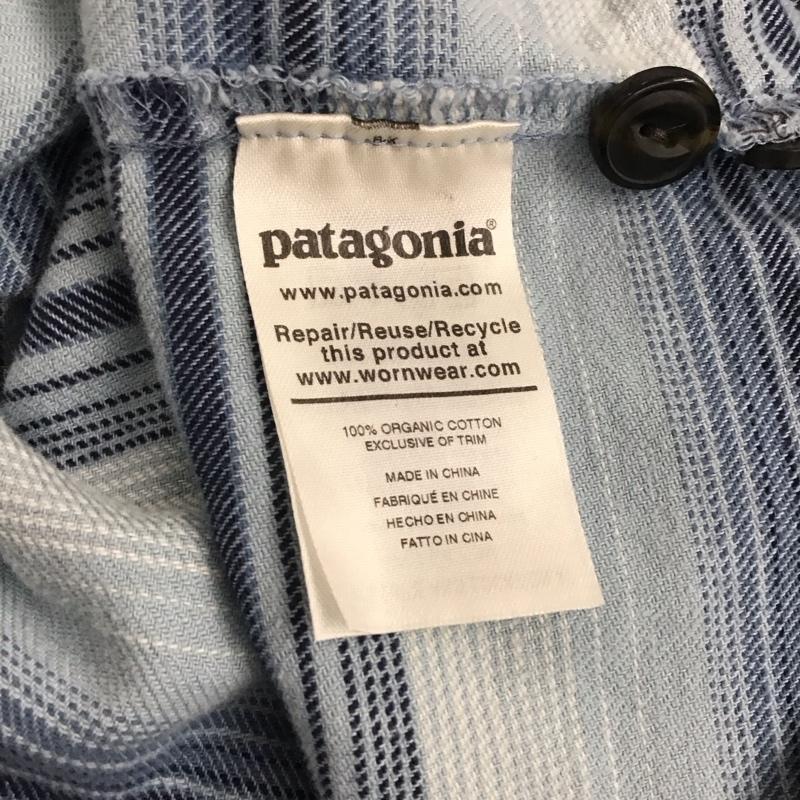 patagonia®
www.patagonia.com
Repair/Reuse/Recycle
this product at
www.wornwear.com
100% ORGANIC COTTON
EXCLUSIVE OF TRIM
MADE IN CHINA
FABRIQUÉ EN CHINE
HECHO EN CHINA
FATTO IN CINA